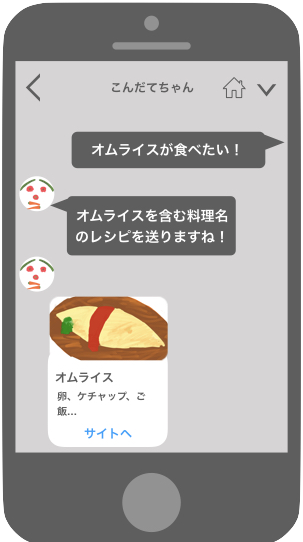 こんだてちゃん
オムライスが食べたい！
オムライスを含む料理名
のレシピを送りますね！
オムライス
卵、ケチャップ、ご
飯...
サイトへ